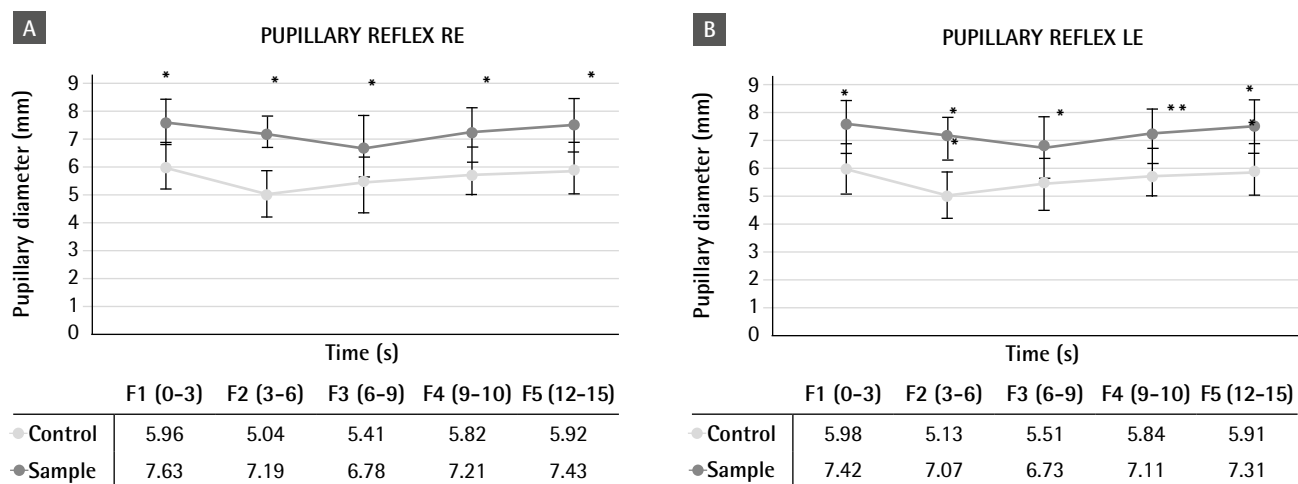 A
PUPILLARY REFLEX RE
Pupillary diameter (mm)
9
8
7
6
5
4
3
2
1
0
* * * * *
Time (s)
F1 (0–3) F2 (3–6) F3 (6–9) F4 (9–10) F5 (12–15)
Control 5.96 5.04 5.41 5.82 5.92
Sample 7.63 7.19 6.78 7.21 7.43
B
PUPILLARY REFLEX LE
Pupillary diameter (mm)
9
8
7
6
5
4
3
2
1
0
* * * * * *
* *
Time (s)
F1 (0–3) F2 (3–6) F3 (6–9) F4 (9–10) F5 (12–15)
Control 5.98 5.13 5.51 5.84 5.91
Sample 7.42 7.07 6.73 7.11 7.31